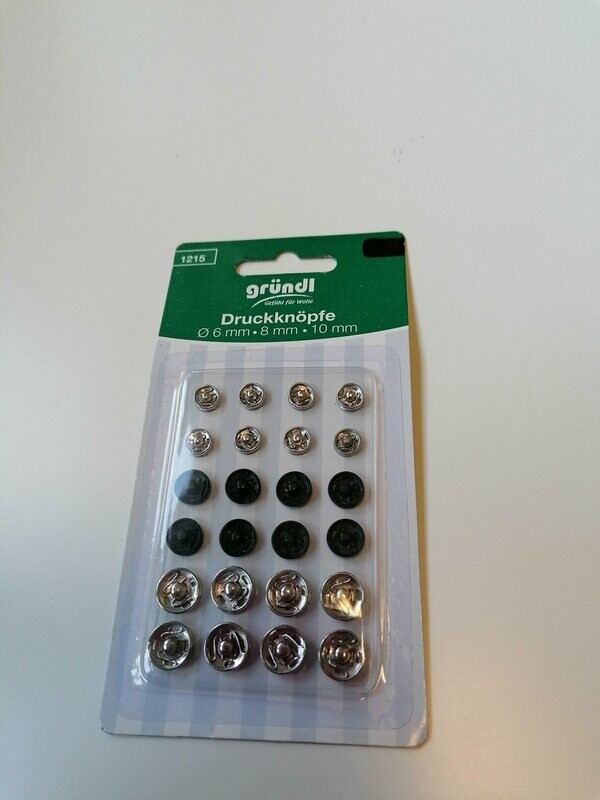 1215
gründl
Gefühl für Wolle
Druckknöpfe
Ø 6 mm • 8 mm • 10 mm